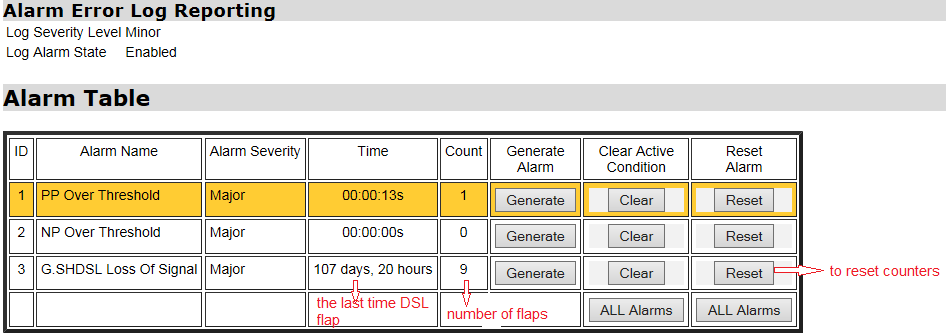 Alarm Error Log Reporting
Log Severity Level Minor
Log Alarm State Enabled
Alarm Table
ID Alarm Name Alarm Severity Time Count Generate Alarm Clear Active Condition Reset Alarm
1 PP Over Threshold Major 00:00:13s 1 Generate Clear Reset
2 NP Over Threshold Major 00:00:00s 0 Generate Clear Reset
3 G.SHDSL Loss Of Signal Major 107 days, 20 hours 9 Generate Clear Reset to reset counters
the last time DSL flap number of flaps ALL Alarms ALL Alarms